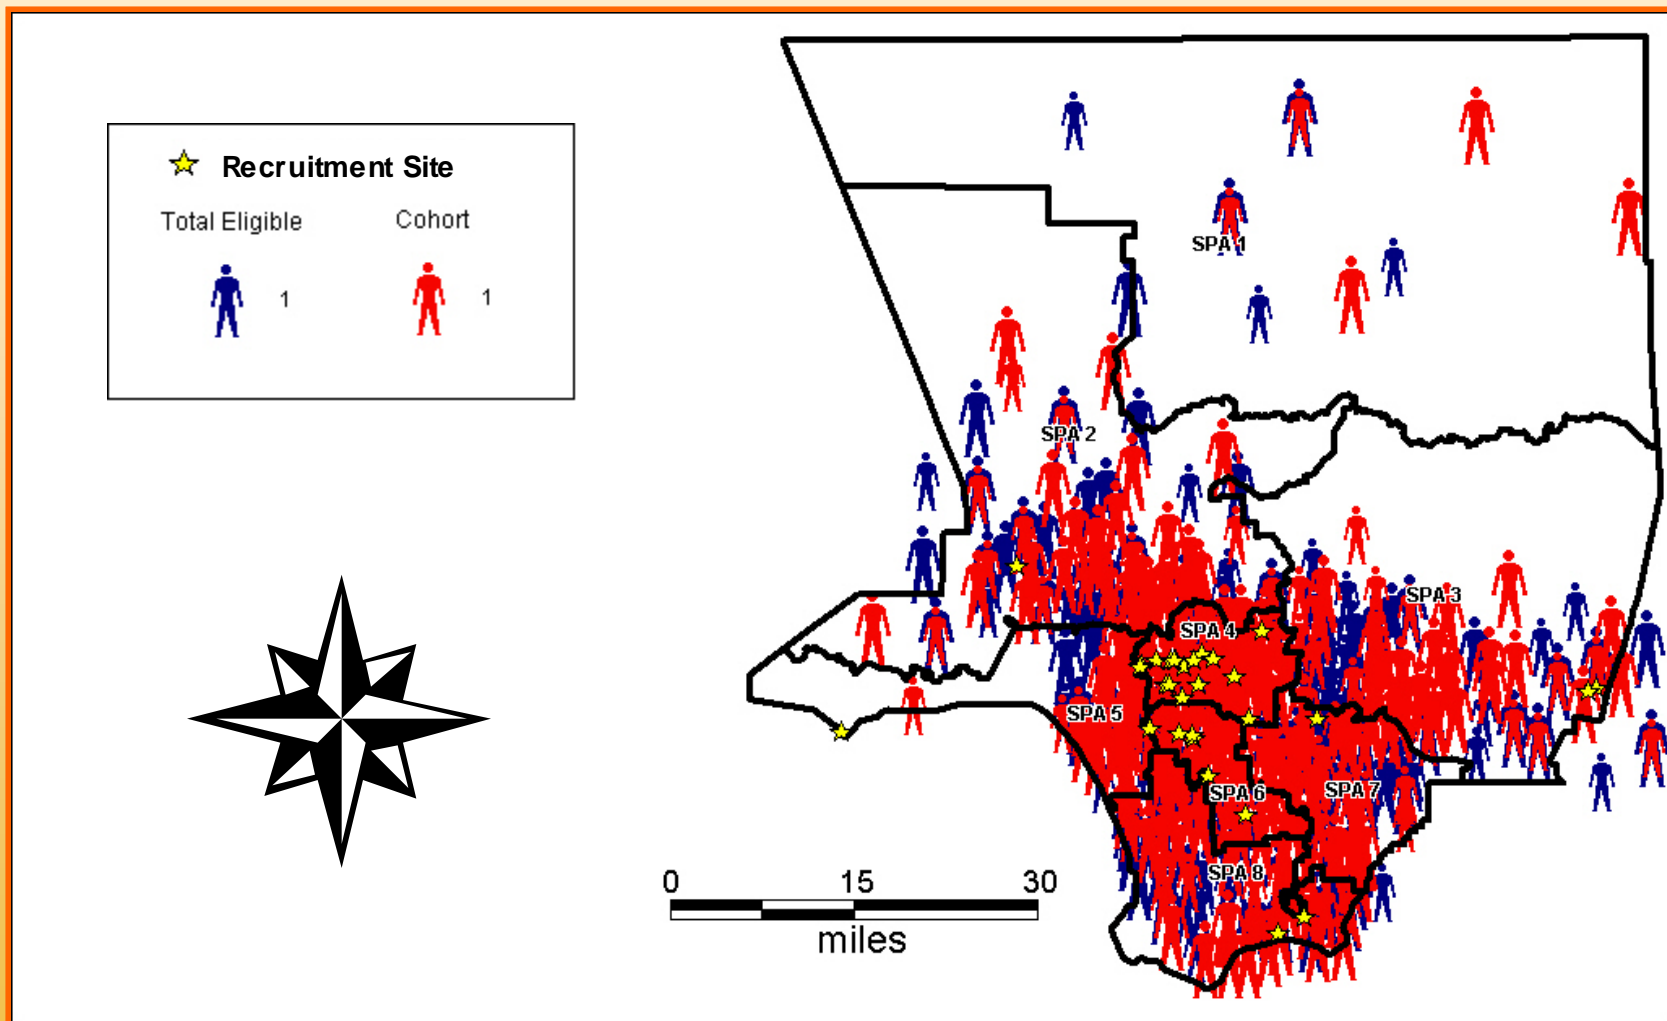 Recruitment Site
Total Eligible
Cohort
1
1
SPA 1
SPA 2
SPA 3
SPA 4
SPA 5
SPA 6
SPA 7
SPA 8
0 15 30
miles